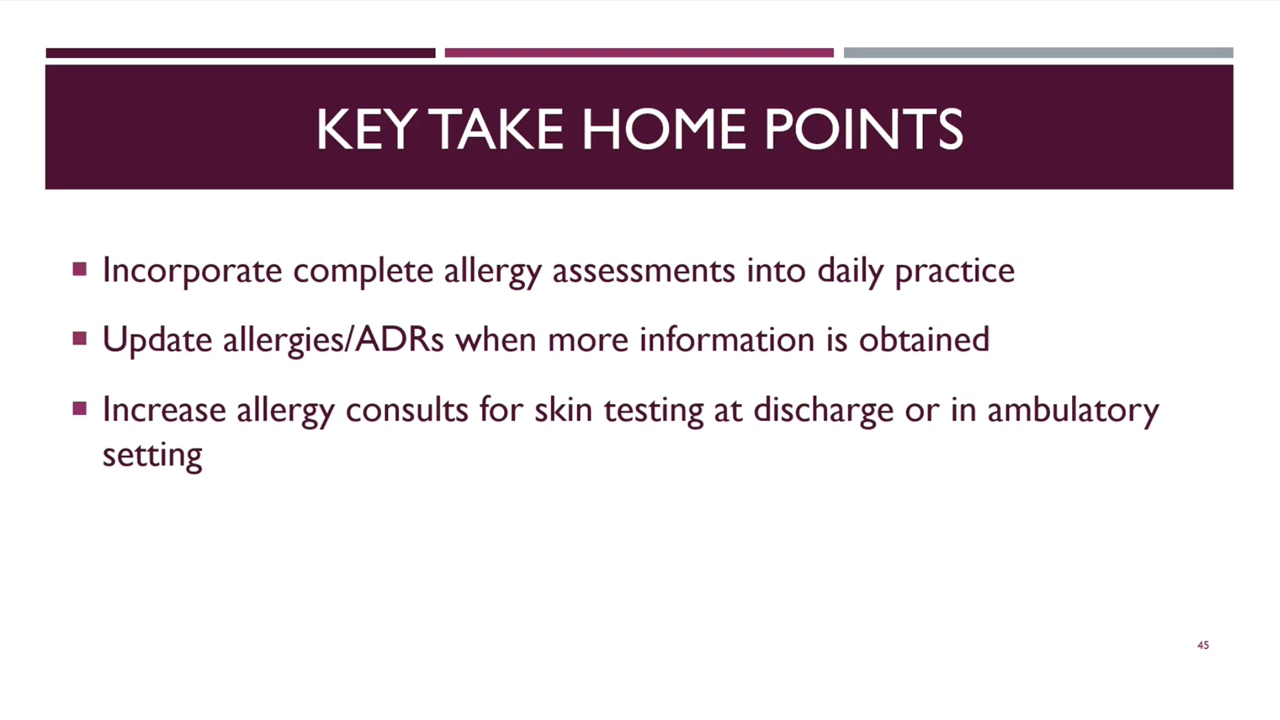 KEY TAKE HOME POINTS
▪ Incorporate complete allergy assessments into daily practice
▪ Update allergies/ADRs when more information is obtained
▪ Increase allergy consults for skin testing at discharge or in ambulatory
setting
45